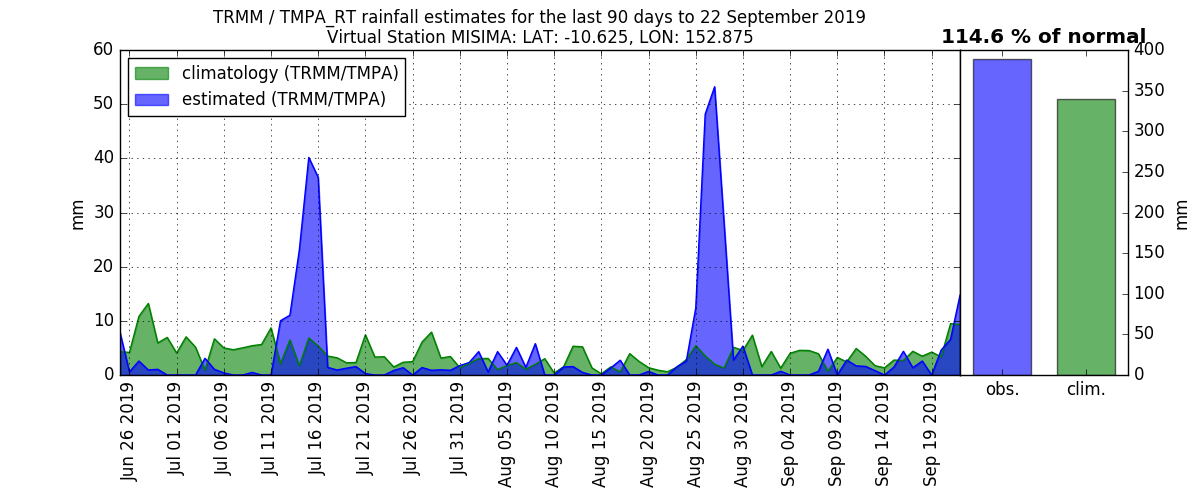 TRMM / TMPA_RT rainfall estimates for the last 90 days to 22 September 2019
Virtual Station MISIMA: LAT: -10.625, LON: 152.875
114.6 % of normal
climatology (TRMM/TMPA)
estimated (TRMM/TMPA)
60
50
40
30
20
10
0
mm
Jun 26 2019
Jul 01 2019
Jul 06 2019
Jul 11 2019
Jul 16 2019
Jul 21 2019
Jul 26 2019
Jul 31 2019
Aug 05 2019
Aug 10 2019
Aug 15 2019
Aug 20 2019
Aug 25 2019
Aug 30 2019
Sep 04 2019
Sep 09 2019
Sep 14 2019
Sep 19 2019
obs.
clim.
400
350
300
250
200
150
100
50
0
mm